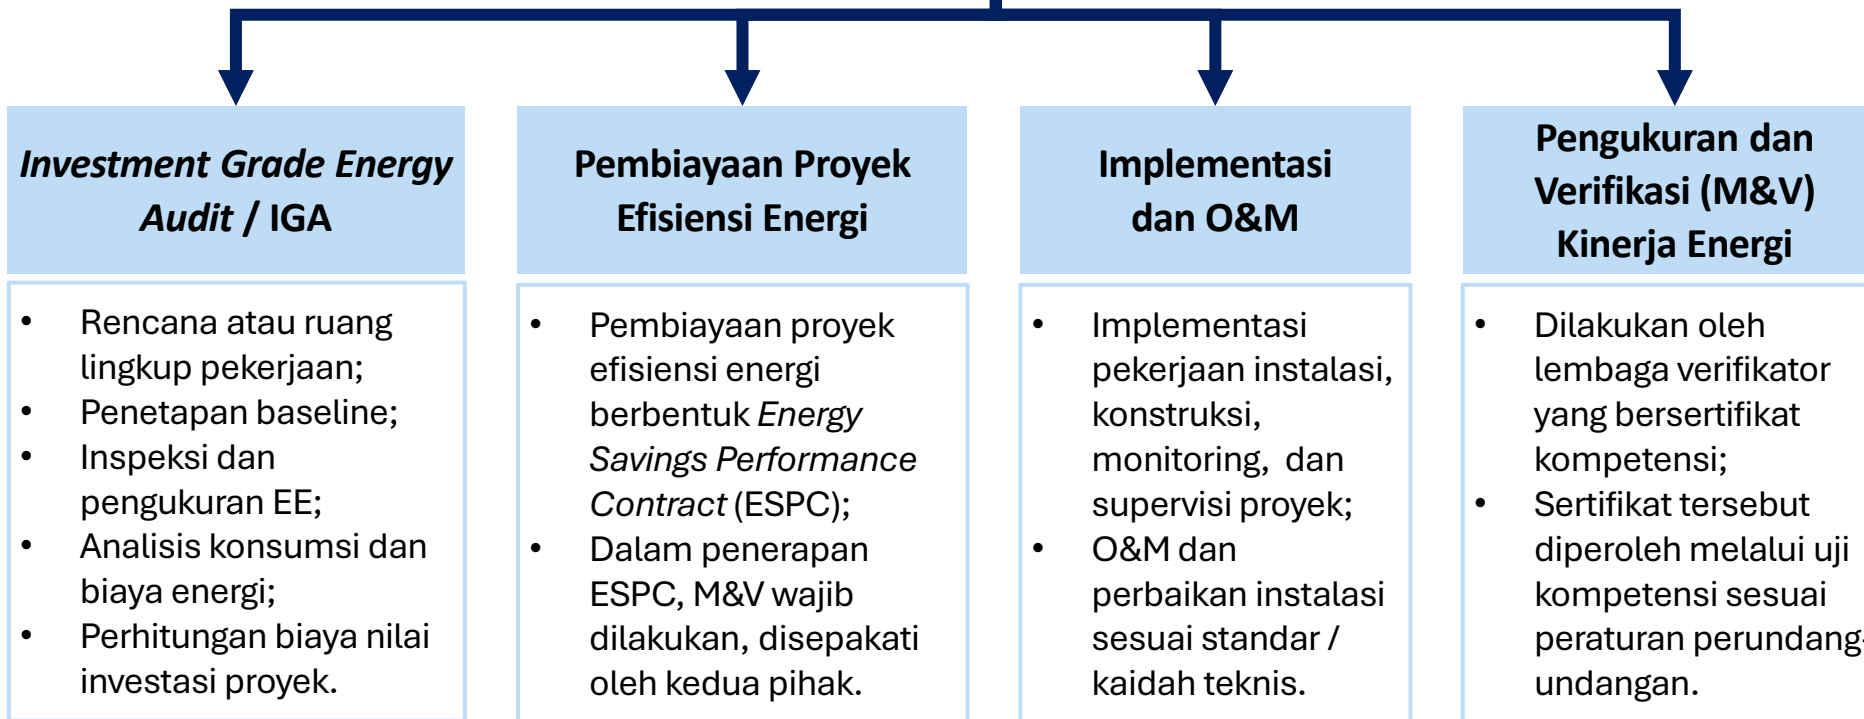 Investment Grade Energy
Audit / IGA
• Rencana atau ruang
lingkup pekerjaan;
• Penetapan baseline;
• Inspeksi dan
pengukuran EE;
• Analisis konsumsi dan
biaya energi;
• Perhitungan biaya nilai
investasi proyek.
Pembiayaan Proyek
Efisiensi Energi
• Pembiayaan proyek
efisiensi energi
berbentuk Energy
Savings Performance
Contract (ESPC);
• Dalam penerapan
ESPC, M&V wajib
dilakukan, disepakati
oleh kedua pihak.
Implementasi
dan O&M
• Implementasi
pekerjaan instalasi,
konstruksi,
monitoring, dan
supervisi proyek;
• O&M dan
perbaikan instalasi
sesuai standar /
kaidah teknis.
Pengukuran dan
Verifikasi (M&V)
Kinerja Energi
• Dilakukan oleh
lembaga verifikator
yang bersertifikat
kompetensi;
• Sertifikat tersebut
diperoleh melalui uji
kompetensi sesuai
peraturan perundang-
undangan.